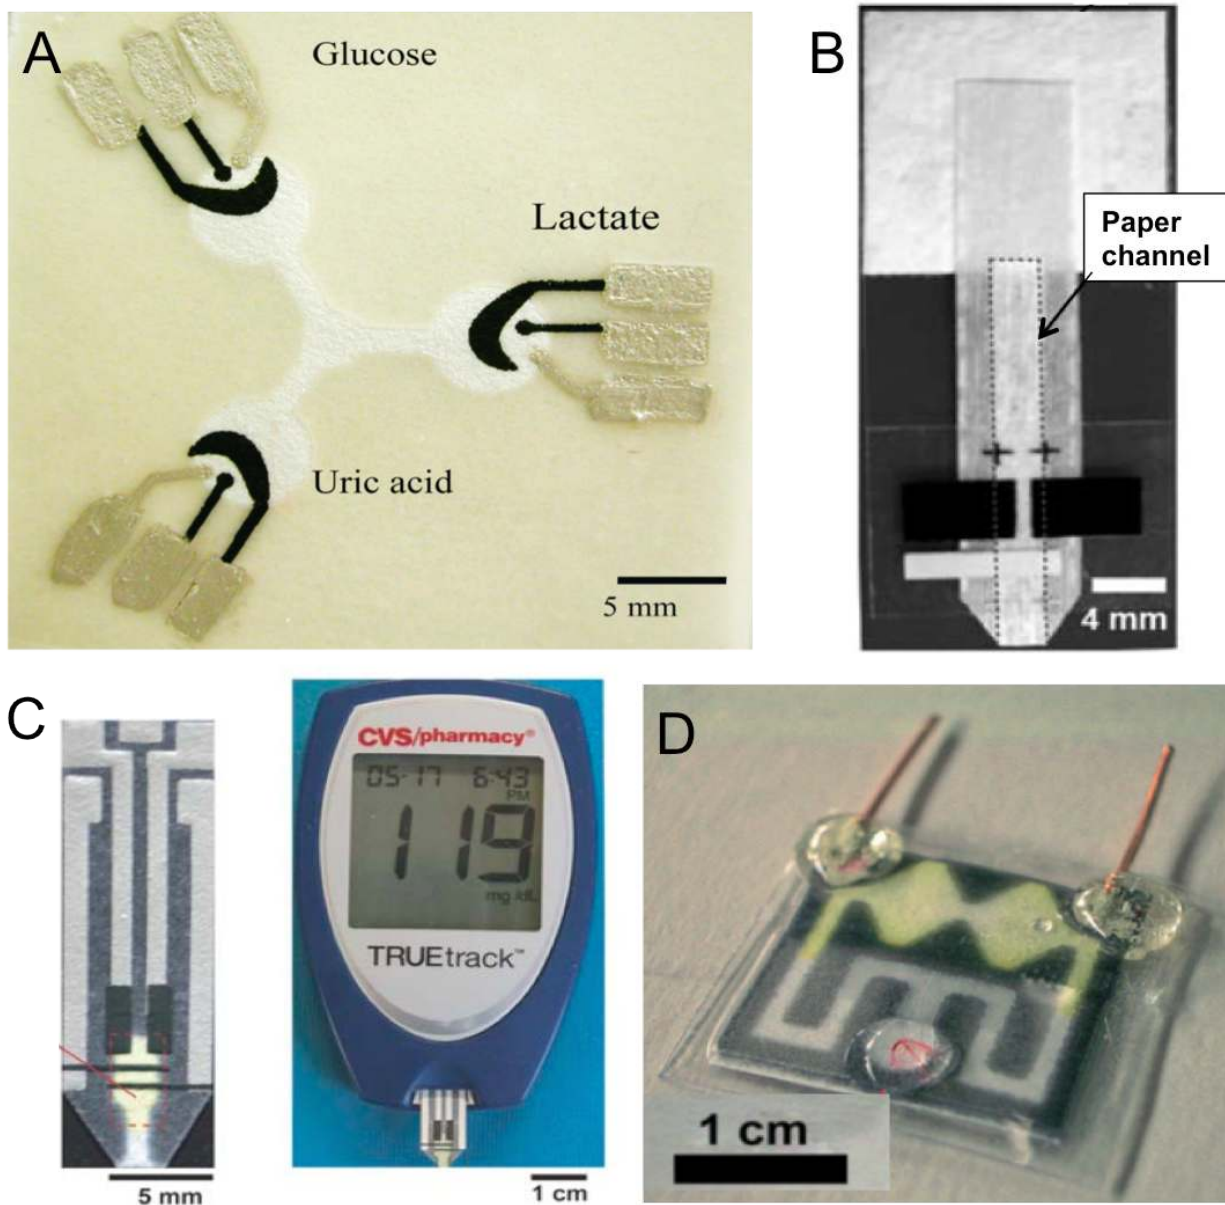 A
Glucose
Lactate
Uric acid
5 mm
B
Paper
channel
4 mm
C
5 mm
CVS/pharmacy®
05-17 6:43
PM
119
mg/dL
TRUEtrack™
1 cm
D
1 cm